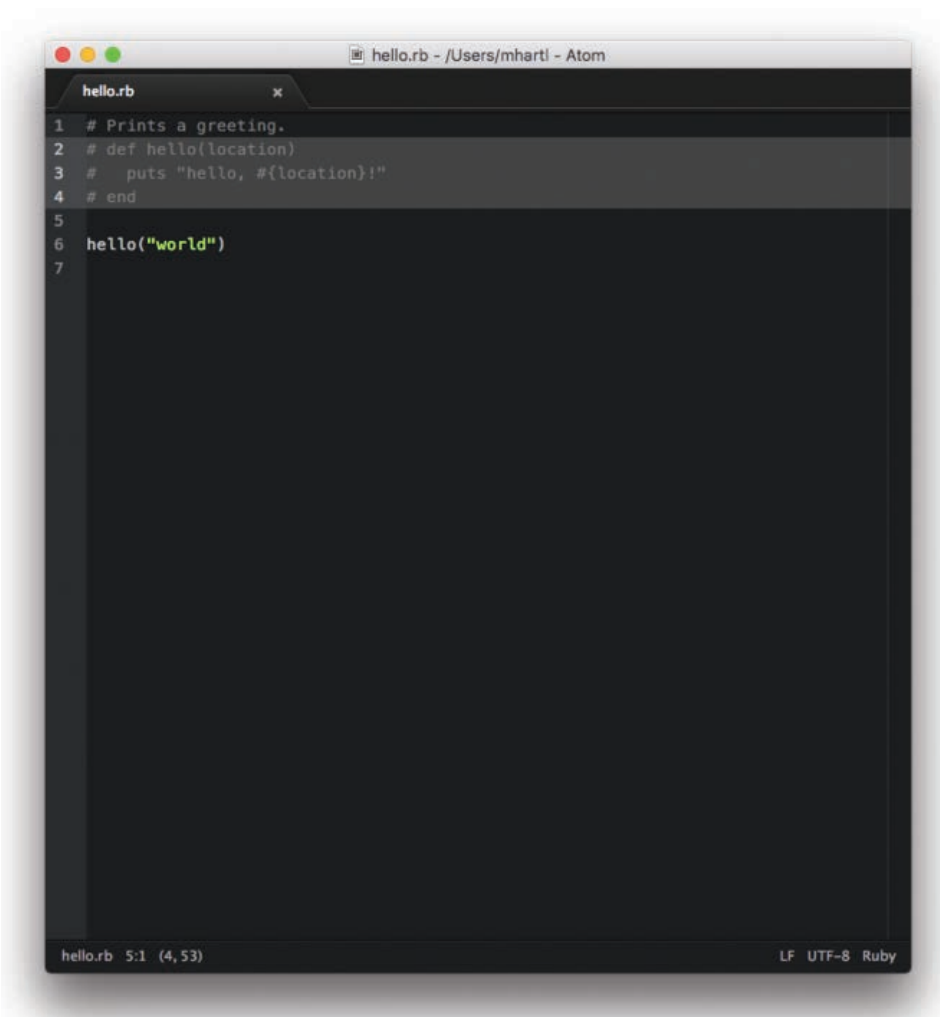 hello.rb - /Users/mhartl - Atom
hello.rb ×
1 # Prints a greeting.
2 # def hello(location)
3 #   puts "hello, #{location}!"
4 # end
5
6 hello("world")
7
hello.rb 5:1 (4, 53) LF UTF-8 Ruby